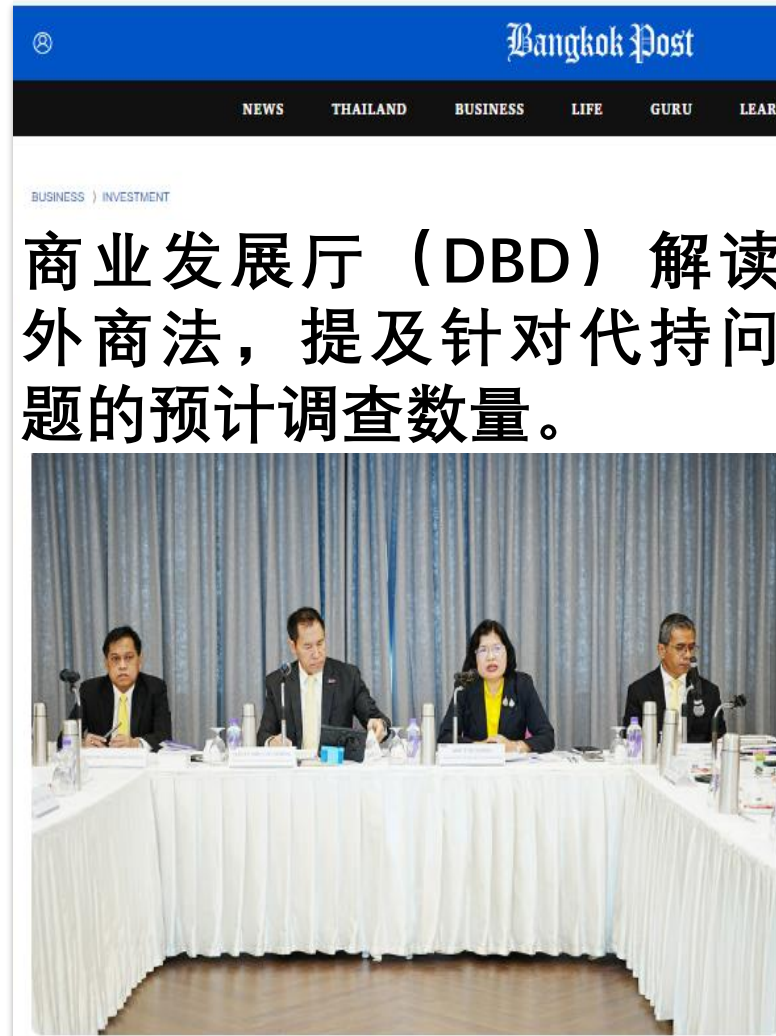 Bangkok Post
NEWS THAILAND BUSINESS LIFE GURU LEAR
BUSINESS 〉 INVESTMENT
商业发展厅（DBD）解读
外商法，提及针对代持问
题的预计调查数量。